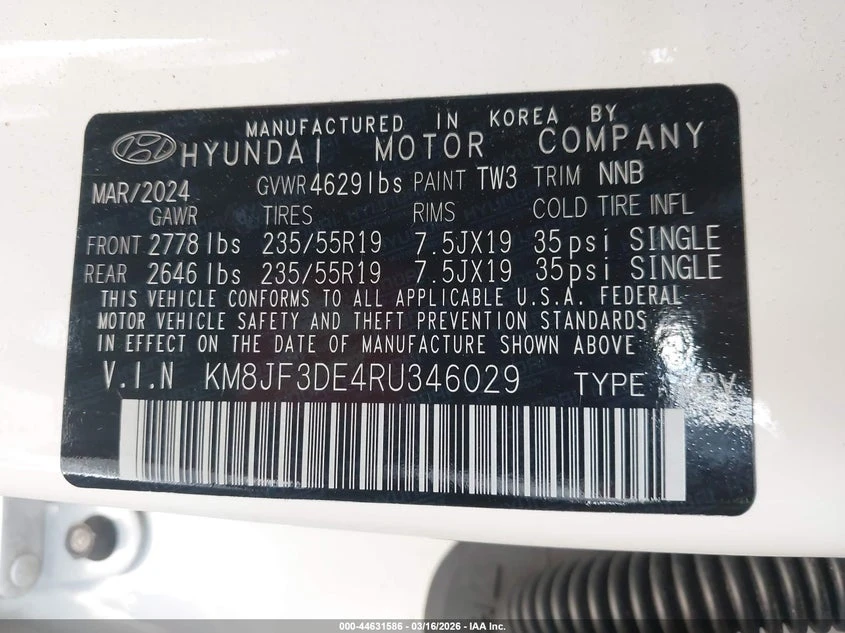 MANUFACTURED IN KOREA BY
HYUNDAI MOTOR COMPANY
MAR/2024 GVWR 4629lbs PAINT TW3 TRIM NNB
GAWR TIRES RIMS COLD TIRE INFL
FRONT 2778 lbs 235/55R19 7.5JX19 35psi SINGLE
REAR 2646 lbs 235/55R19 7.5JX19 35psi SINGLE
THIS VEHICLE CONFORMS TO ALL APPLICABLE U.S.A. FEDERAL
MOTOR VEHICLE SAFETY AND THEFT PREVENTION STANDARDS
IN EFFECT ON THE DATE OF MANUFACTURE SHOWN ABOVE
V.I.N KM8JF3DE4RU346029 TYPE
000-44631586 / 03/16/2026 - IAA Inc.